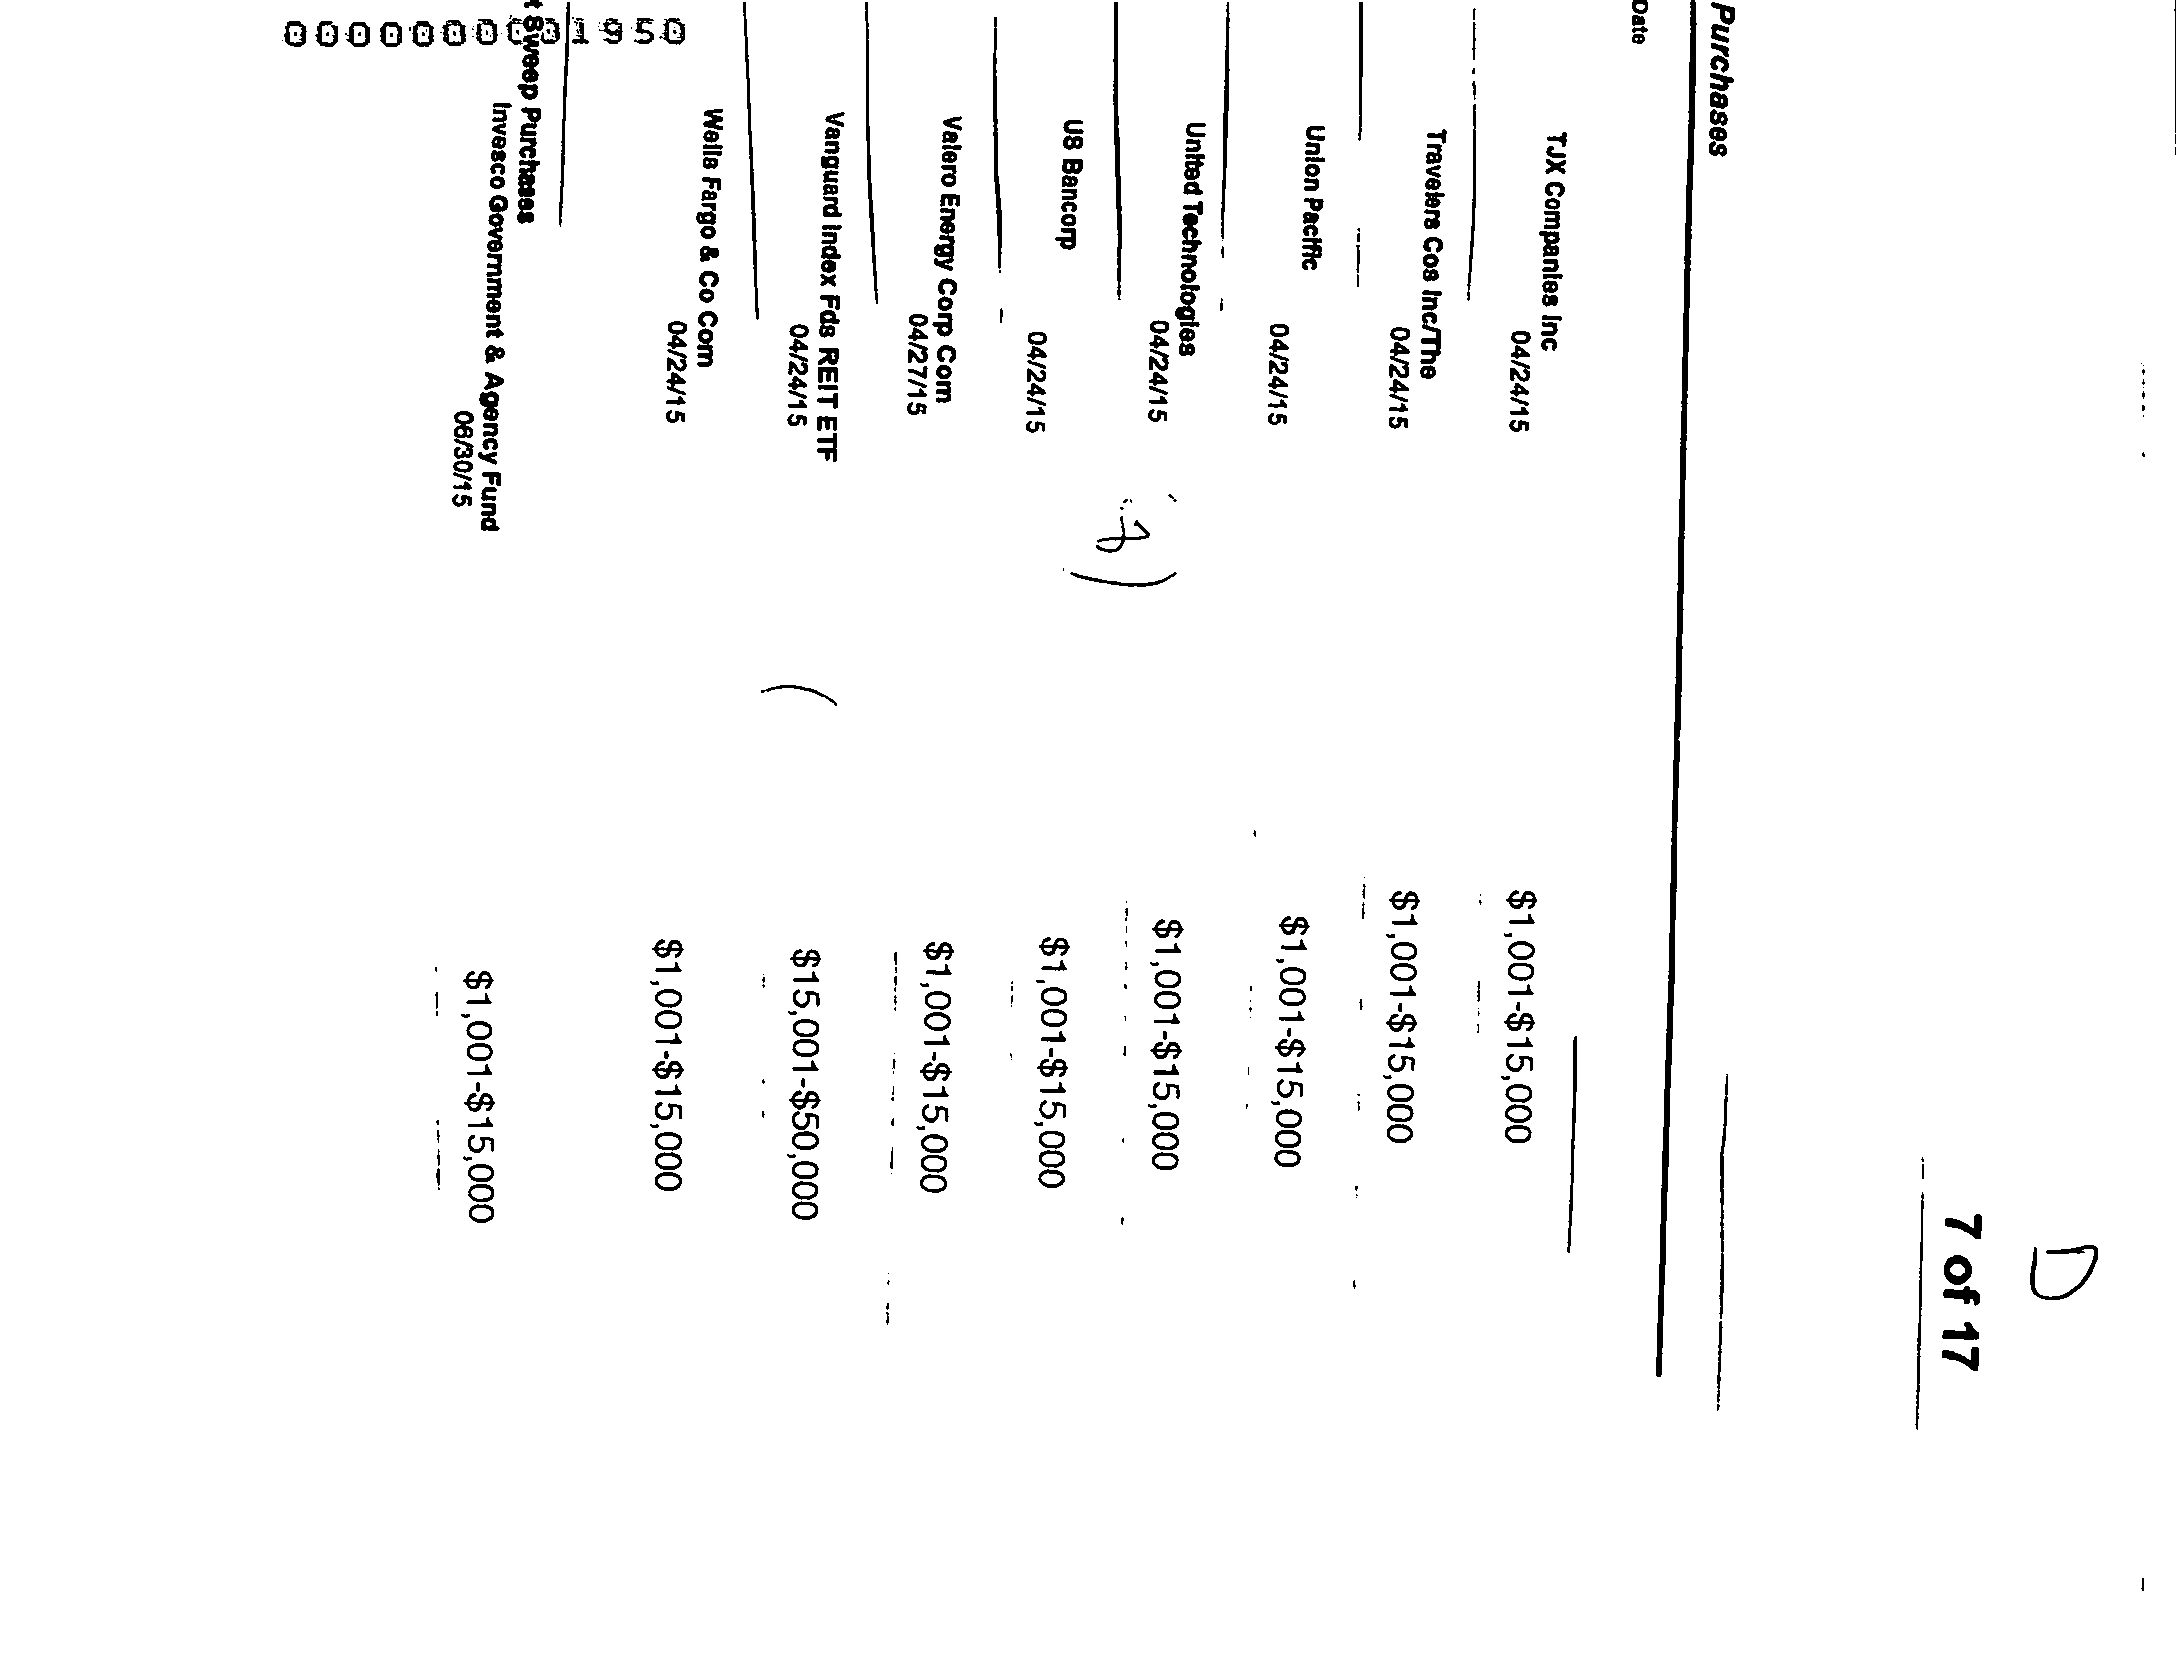 D
7 of 17
Purchases
Date
TJX Companies Inc
04/24/15 $1,001-$15,000
Travelers Cos Inc/The
04/24/15 $1,001-$15,000
Union Pacific
04/24/15 $1,001-$15,000
United Technologies
04/24/15 $1,001-$15,000
US Bancorp
04/24/15 $1,001-$15,000
Valero Energy Corp Com
04/27/15 $1,001-$15,000
Vanguard Index Fds REIT ETF
04/24/15 $15,001-$50,000
Wells Fargo & Co Com
04/24/15 $1,001-$15,000
t Sweep Purchases
Invesco Government & Agency Fund
06/30/15 $1,001-$15,000